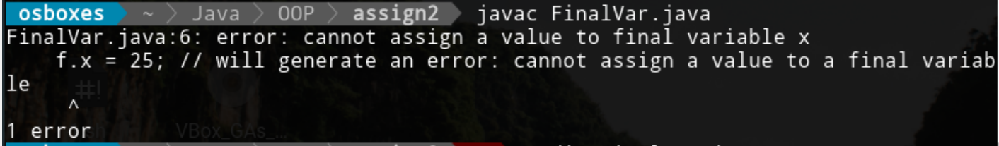 osboxes ~ Java OOP assign2 javac FinalVar.java
FinalVar.java:6: error: cannot assign a value to final variable x
f.x = 25; // will generate an error: cannot assign a value to a final variab
le
#!
^
VBox_GAs_...
1 error